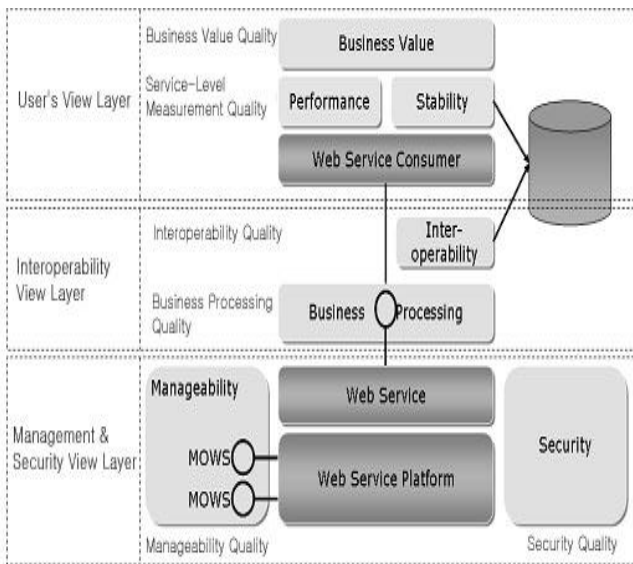 Business Value Quality
Business Value
User's View Layer
Service-Level
Measurement Quality
Performance
Stability
Web Service Consumer
Interoperability
View Layer
Interoperability Quality
Inter-
operability
Business Processing
Quality
Business Processing
Management &
Security View Layer
Manageability
MOWS
MOWS
Web Service
Web Service Platform
Security
Manageability Quality
Security Quality